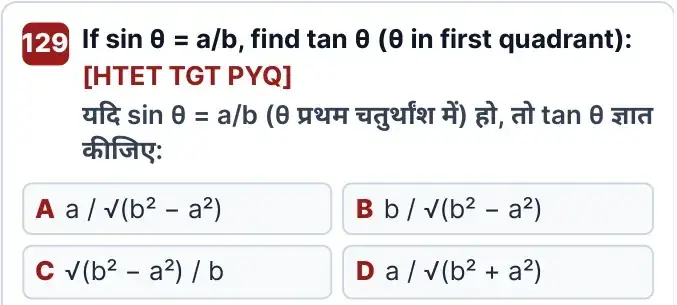 129 If sin θ = a/b, find tan θ (θ in first quadrant):
[HTET TGT PYQ]
यदि sin θ = a/b (θ प्रथम चतुर्थांश में) हो, तो tan θ ज्ञात
कीजिए:
A a / √(b² − a²)
B b / √(b² − a²)
C √(b² − a²) / b
D a / √(b² + a²)